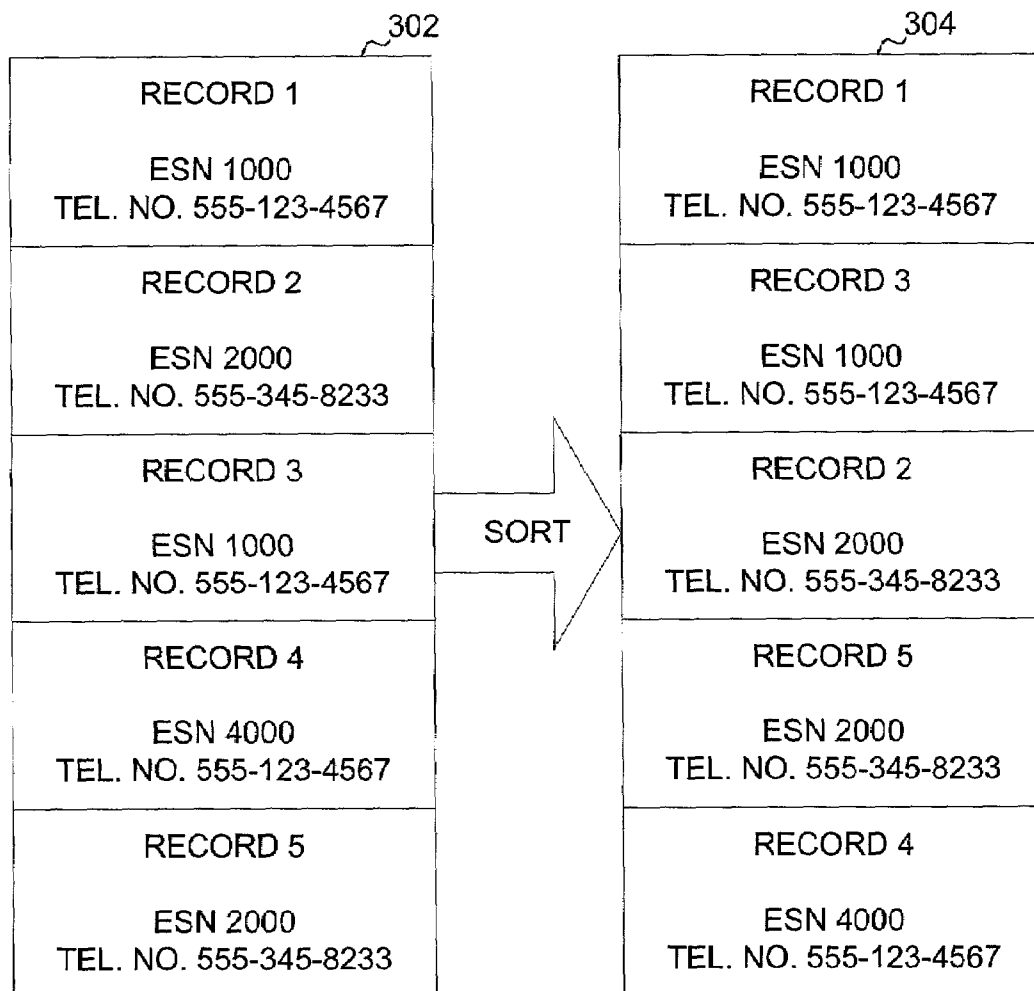 302
RECORD 1
ESN 1000
TEL. NO. 555-123-4567
RECORD 2
ESN 2000
TEL. NO. 555-345-8233
RECORD 3
ESN 1000
TEL. NO. 555-123-4567
RECORD 4
ESN 4000
TEL. NO. 555-123-4567
RECORD 5
ESN 2000
TEL. NO. 555-345-8233
SORT
304
RECORD 1
ESN 1000
TEL. NO. 555-123-4567
RECORD 3
ESN 1000
TEL. NO. 555-123-4567
RECORD 2
ESN 2000
TEL. NO. 555-345-8233
RECORD 5
ESN 2000
TEL. NO. 555-345-8233
RECORD 4
ESN 4000
TEL. NO. 555-123-4567